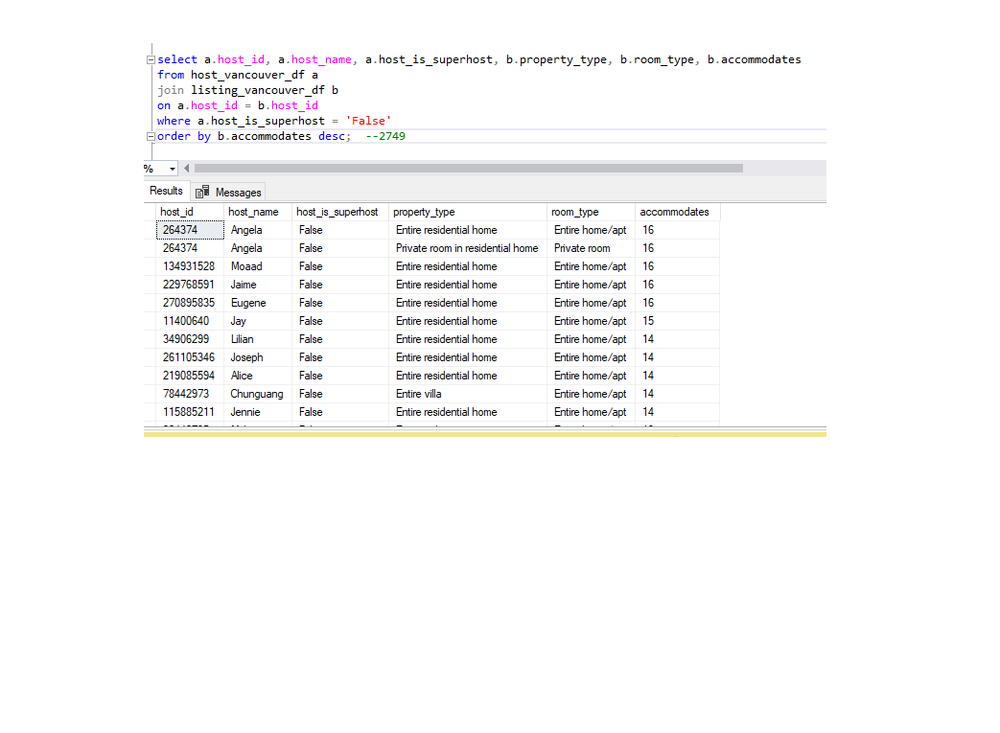 select a.host_id, a.host_name, a.host_is_superhost, b.property_type, b.room_type, b.accommodates
from host_vancouver_df a
join listing_vancouver_df b
on a.host_id = b.host_id
where a.host_is_superhost = 'False'
order by b.accommodates desc;  --2749
%
Results Messages
host_id host_name host_is_superhost property_type room_type accommodates
264374 Angela False Entire residential home Entire home/apt 16
264374 Angela False Private room in residential home Private room 16
134931528 Moaad False Entire residential home Entire home/apt 16
229768591 Jaime False Entire residential home Entire home/apt 16
270895835 Eugene False Entire residential home Entire home/apt 16
11400640 Jay False Entire residential home Entire home/apt 15
34906299 Lilian False Entire residential home Entire home/apt 14
261105346 Joseph False Entire residential home Entire home/apt 14
219085594 Alice False Entire residential home Entire home/apt 14
78442973 Chunguang False Entire villa Entire home/apt 14
115885211 Jennie False Entire residential home Entire home/apt 14